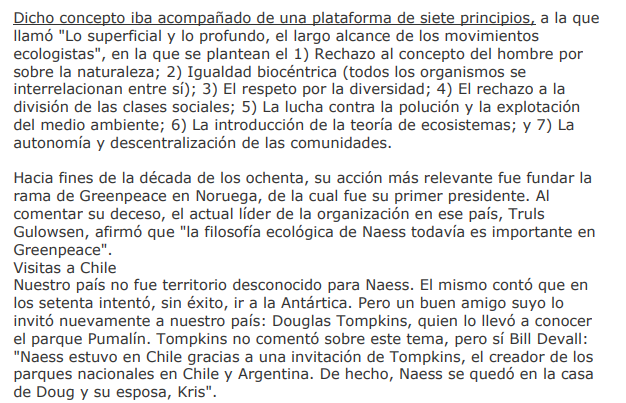 Dicho concepto iba acompañado de una plataforma de siete principios, a la que
llamó "Lo superficial y lo profundo, el largo alcance de los movimientos
ecologistas", en la que se plantean el 1) Rechazo al concepto del hombre por
sobre la naturaleza; 2) Igualdad biocéntrica (todos los organismos se
interrelacionan entre sí); 3) El respeto por la diversidad; 4) El rechazo a la
división de las clases sociales; 5) La lucha contra la polución y la explotación
del medio ambiente; 6) La introducción de la teoría de ecosistemas; y 7) La
autonomía y descentralización de las comunidades.
Hacia fines de la década de los ochenta, su acción más relevante fue fundar la
rama de Greenpeace en Noruega, de la cual fue su primer presidente. Al
comentar su deceso, el actual líder de la organización en ese país, Truls
Gulowsen, afirmó que "la filosofía ecológica de Naess todavía es importante en
Greenpeace".
Visitas a Chile
Nuestro país no fue territorio desconocido para Naess. El mismo contó que en
los setenta intentó, sin éxito, ir a la Antártica. Pero un buen amigo suyo lo
invitó nuevamente a nuestro país: Douglas Tompkins, quien lo llevó a conocer
el parque Pumalín. Tompkins no comentó sobre este tema, pero sí Bill Devall:
"Naess estuvo en Chile gracias a una invitación de Tompkins, el creador de los
parques nacionales en Chile y Argentina. De hecho, Naess se quedó en la casa
de Doug y su esposa, Kris".